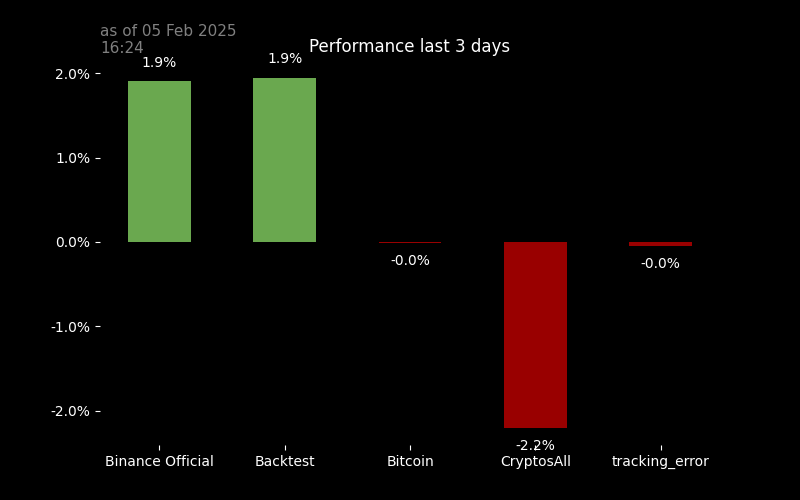 as of 05 Feb 2025
16:24
Performance last 3 days
1.9%
1.9%
2.0%
1.0%
0.0%
-0.0%
-0.0%
-1.0%
-2.0%
-2.2%
Binance Official
Backtest
Bitcoin
CryptosAll
tracking_error